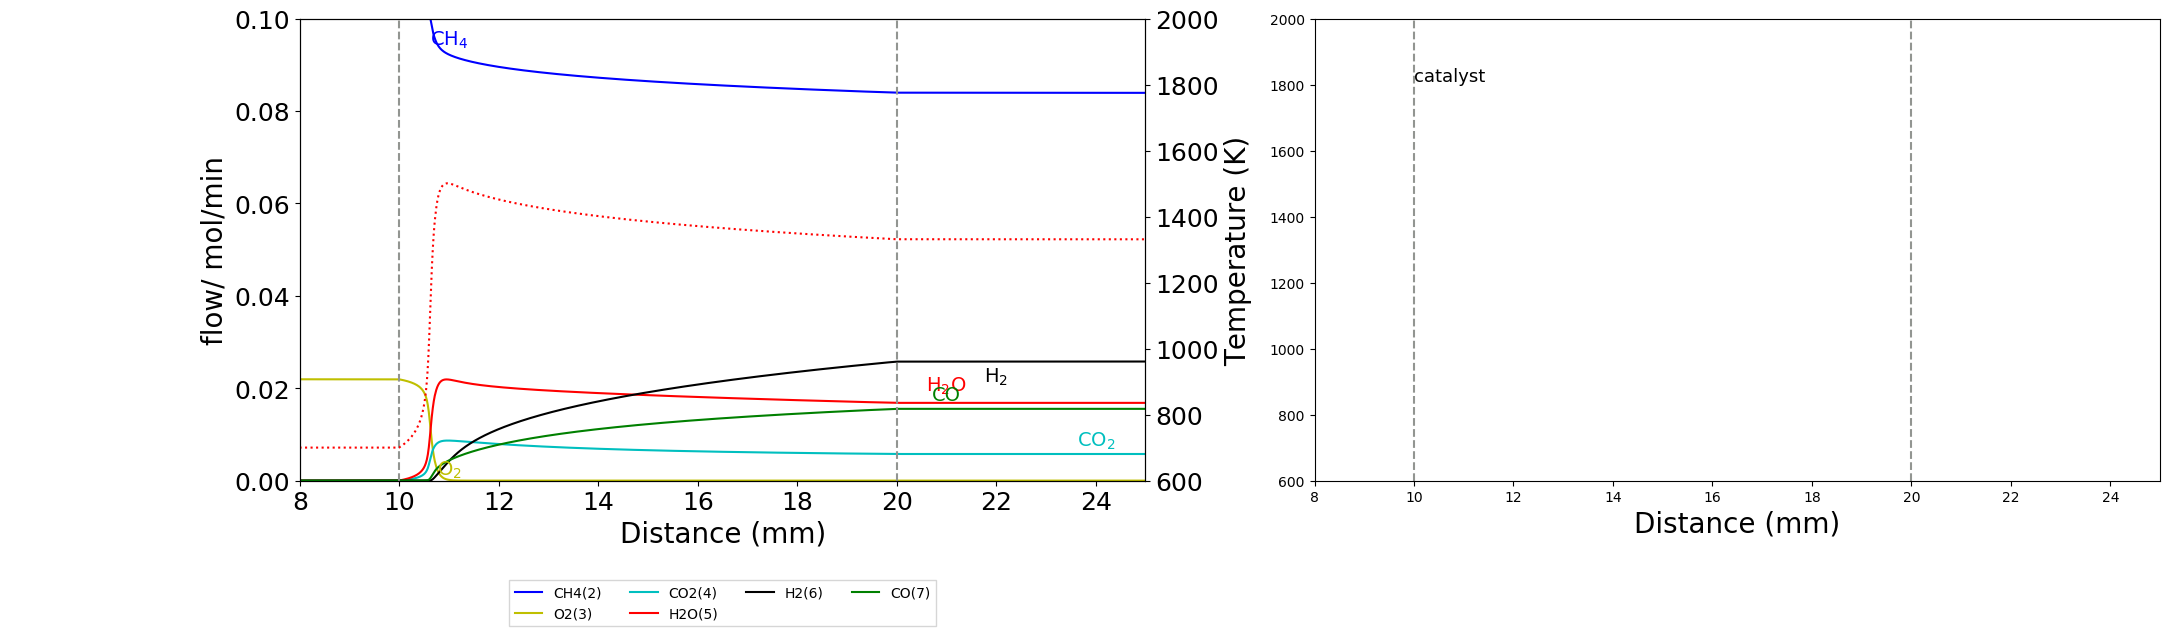 0.10
0.08
0.06
0.04
0.02
0.00
flow/ mol/min
8 10 12 14 16 18 20 22 24
Distance (mm)
2000
1800
1600
1400
1200
1000
800
600
Temperature (K)
CH₄
H₂O
CO
H₂
CO₂
O₂
CH4(2) CO2(4) H2(6) CO(7)
O2(3) H2O(5)
2000
1800
1600
1400
1200
1000
800
600
catalyst
8 10 12 14 16 18 20 22 24
Distance (mm)